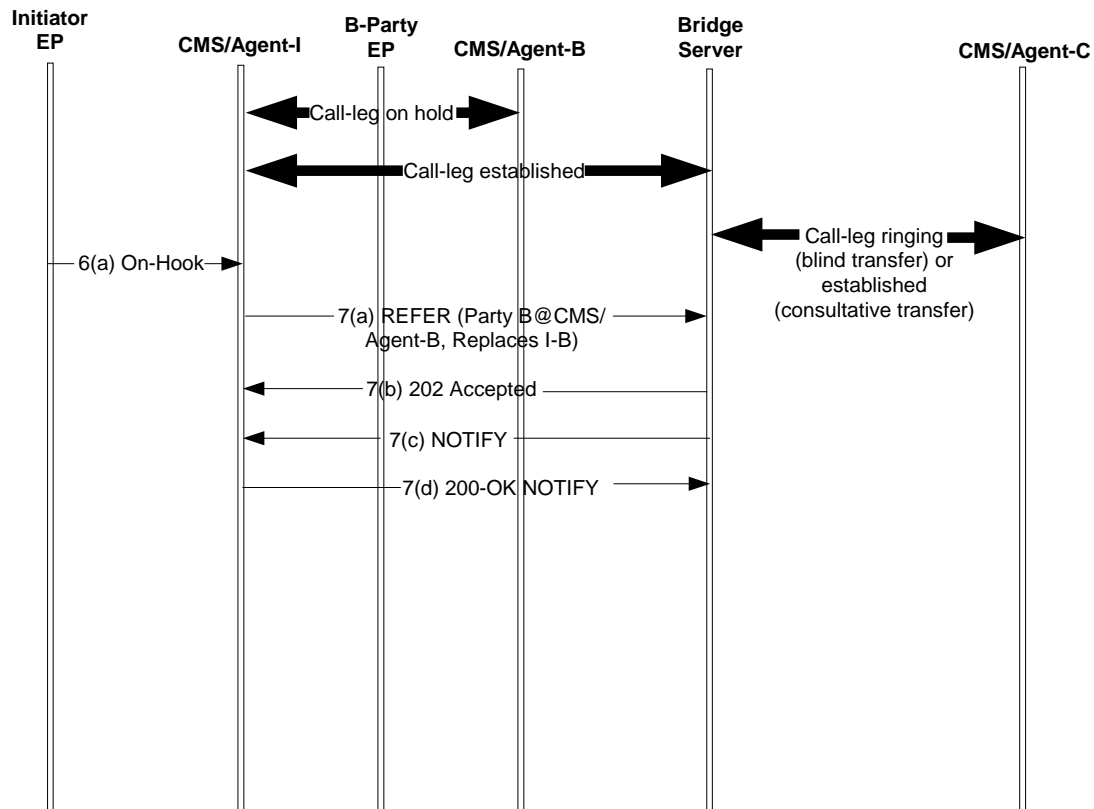 Initiator
EP
CMS/Agent-I
B-Party
EP
CMS/Agent-B
Bridge
Server
CMS/Agent-C
Call-leg on hold
Call-leg established
Call-leg ringing
(blind transfer) or
established
(consultative transfer)
6(a) On-Hook
7(a) REFER (Party B@CMS/
Agent-B, Replaces I-B)
7(b) 202 Accepted
7(c) NOTIFY
7(d) 200-OK NOTIFY